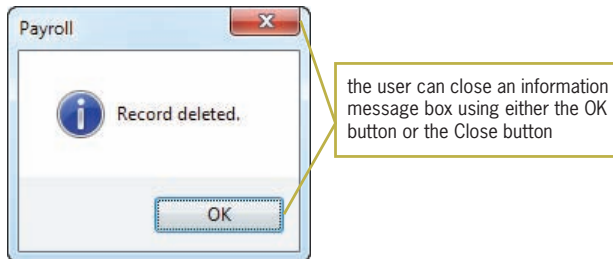 Payroll
Record deleted.
OK
the user can close an information
message box using either the OK
button or the Close button